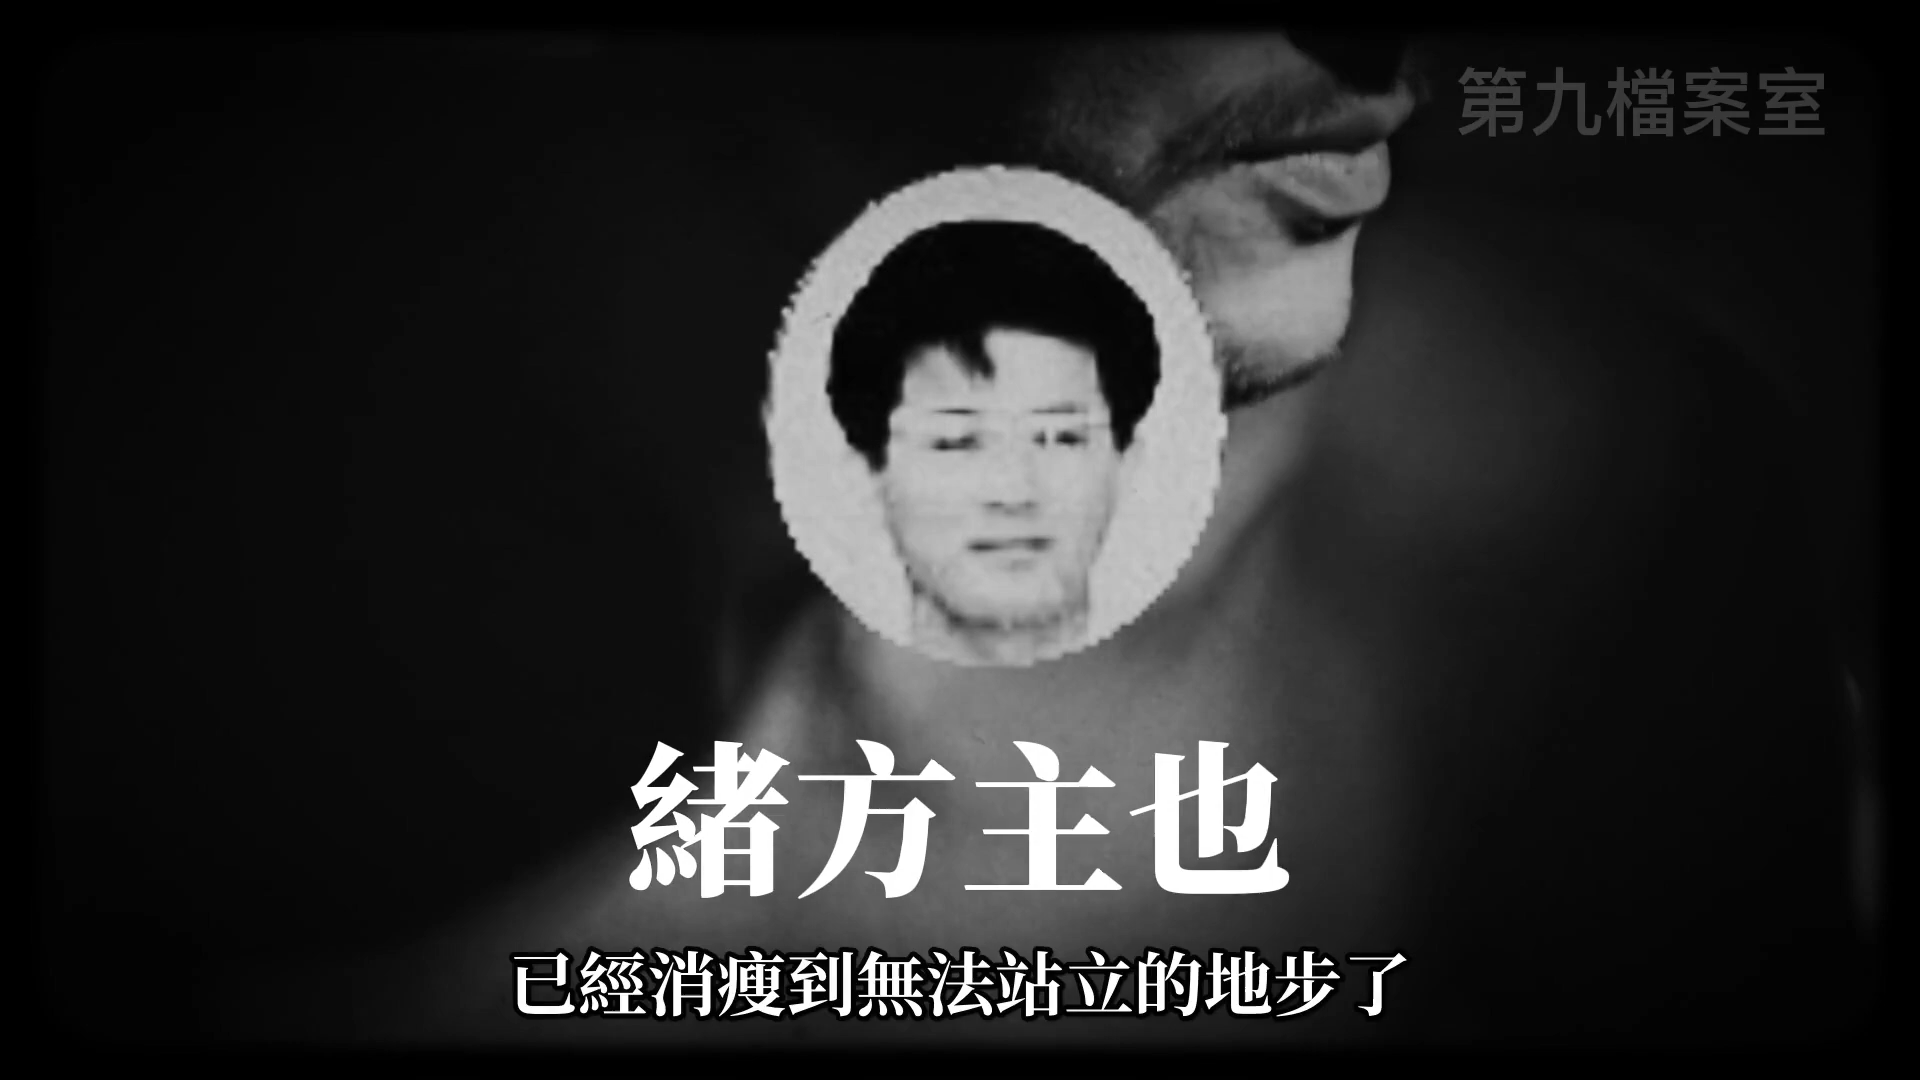 第九檔案室
緒方主也
已經消瘦到無法站立的地步了